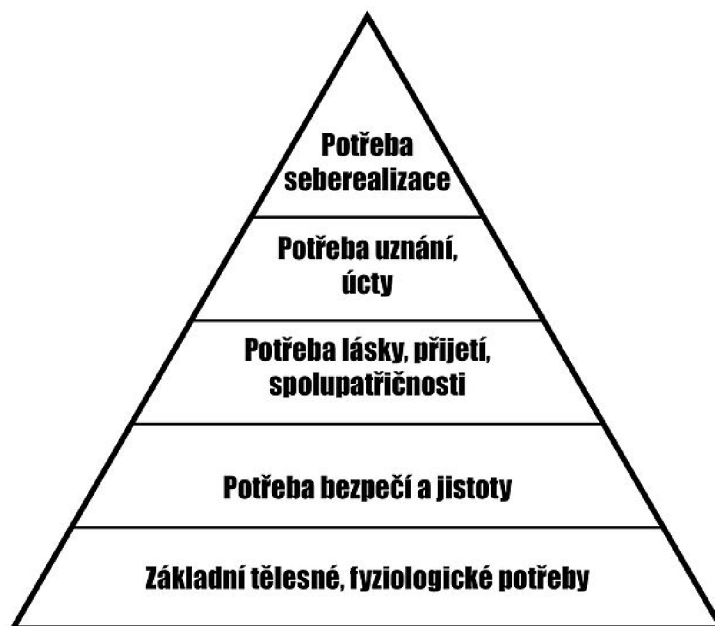 Potřeba
seberealizace
Potřeba uznání,
úcty
Potřeba lásky, přijetí,
spolupatřičnosti
Potřeba bezpečí a jistoty
Základní tělesné, fyziologické potřeby